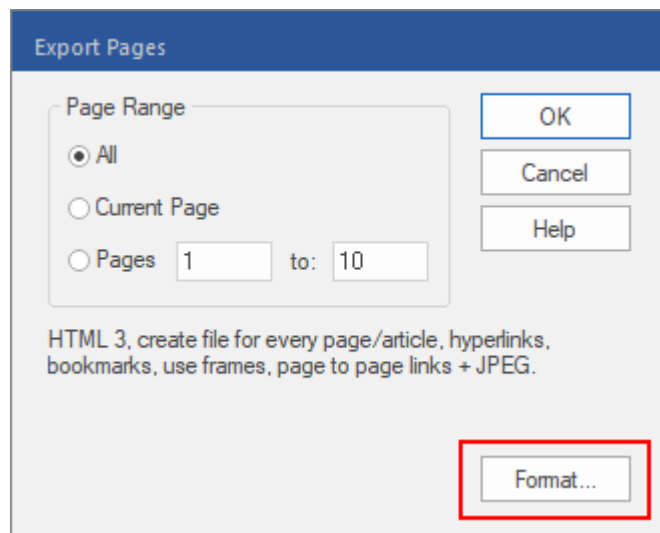 Export Pages
Page Range
All
Current Page
Pages 1 to: 10
OK
Cancel
Help
HTML 3, create file for every page/article, hyperlinks,
bookmarks, use frames, page to page links + JPEG.
Format...